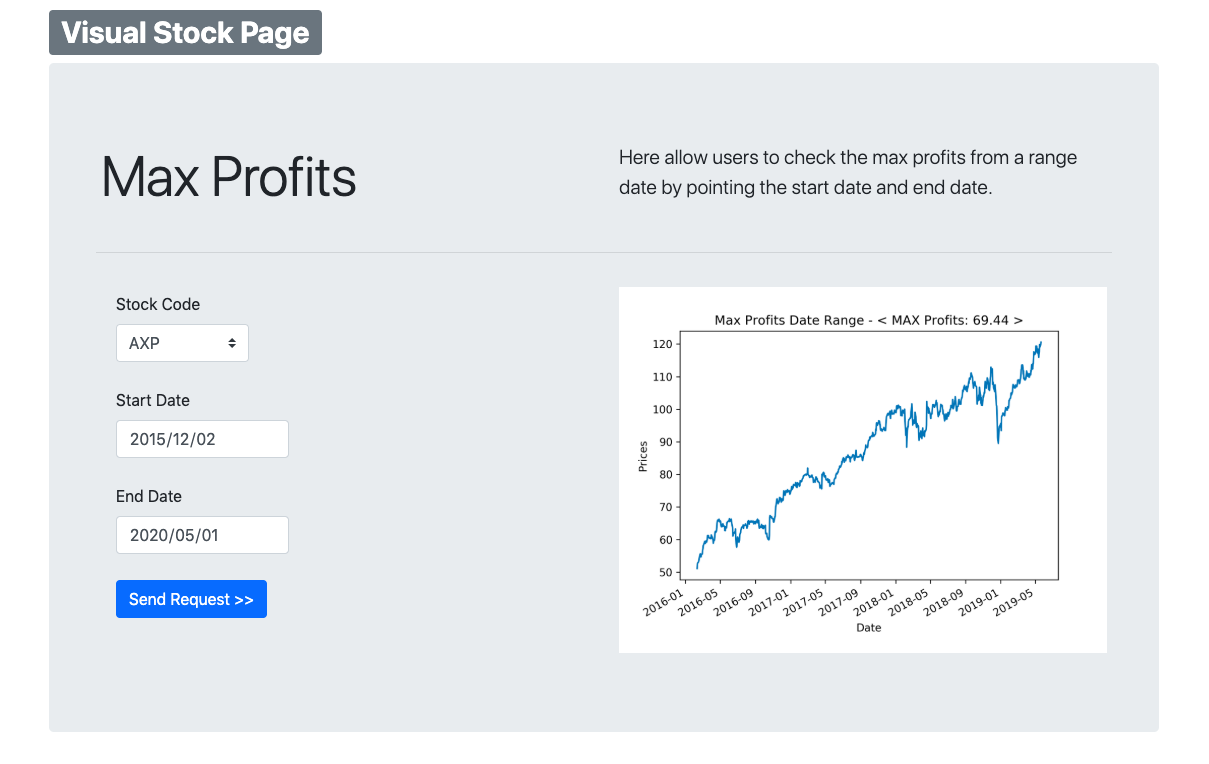 Visual Stock Page
Max Profits
Here allow users to check the max profits from a range
date by pointing the start date and end date.
Stock Code
AXP
Start Date
2015/12/02
End Date
2020/05/01
Send Request >>
Max Profits Date Range - < MAX Profits: 69.44 >
120
110
100
90
80
70
60
50
Prices
2016-01
2016-05
2016-09
2017-01
2017-05
2017-09
2018-01
2018-05
2018-09
2019-01
2019-05
Date